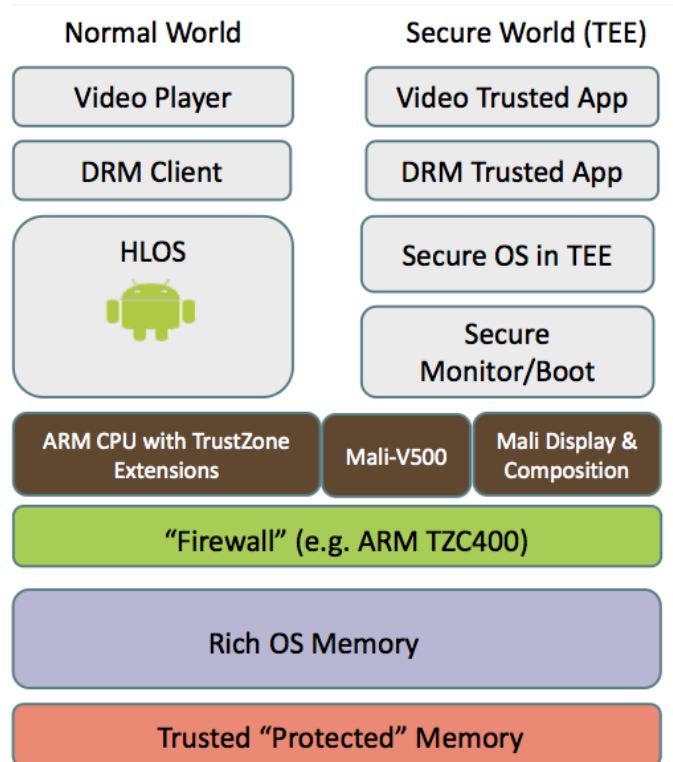 Normal World
Secure World (TEE)
Video Player
Video Trusted App
DRM Client
DRM Trusted App
HLOS
Secure OS in TEE
Secure
Monitor/Boot
ARM CPU with TrustZone
Extensions
Mali-V500
Mali Display &
Composition
“Firewall” (e.g. ARM TZC400)
Rich OS Memory
Trusted “Protected” Memory